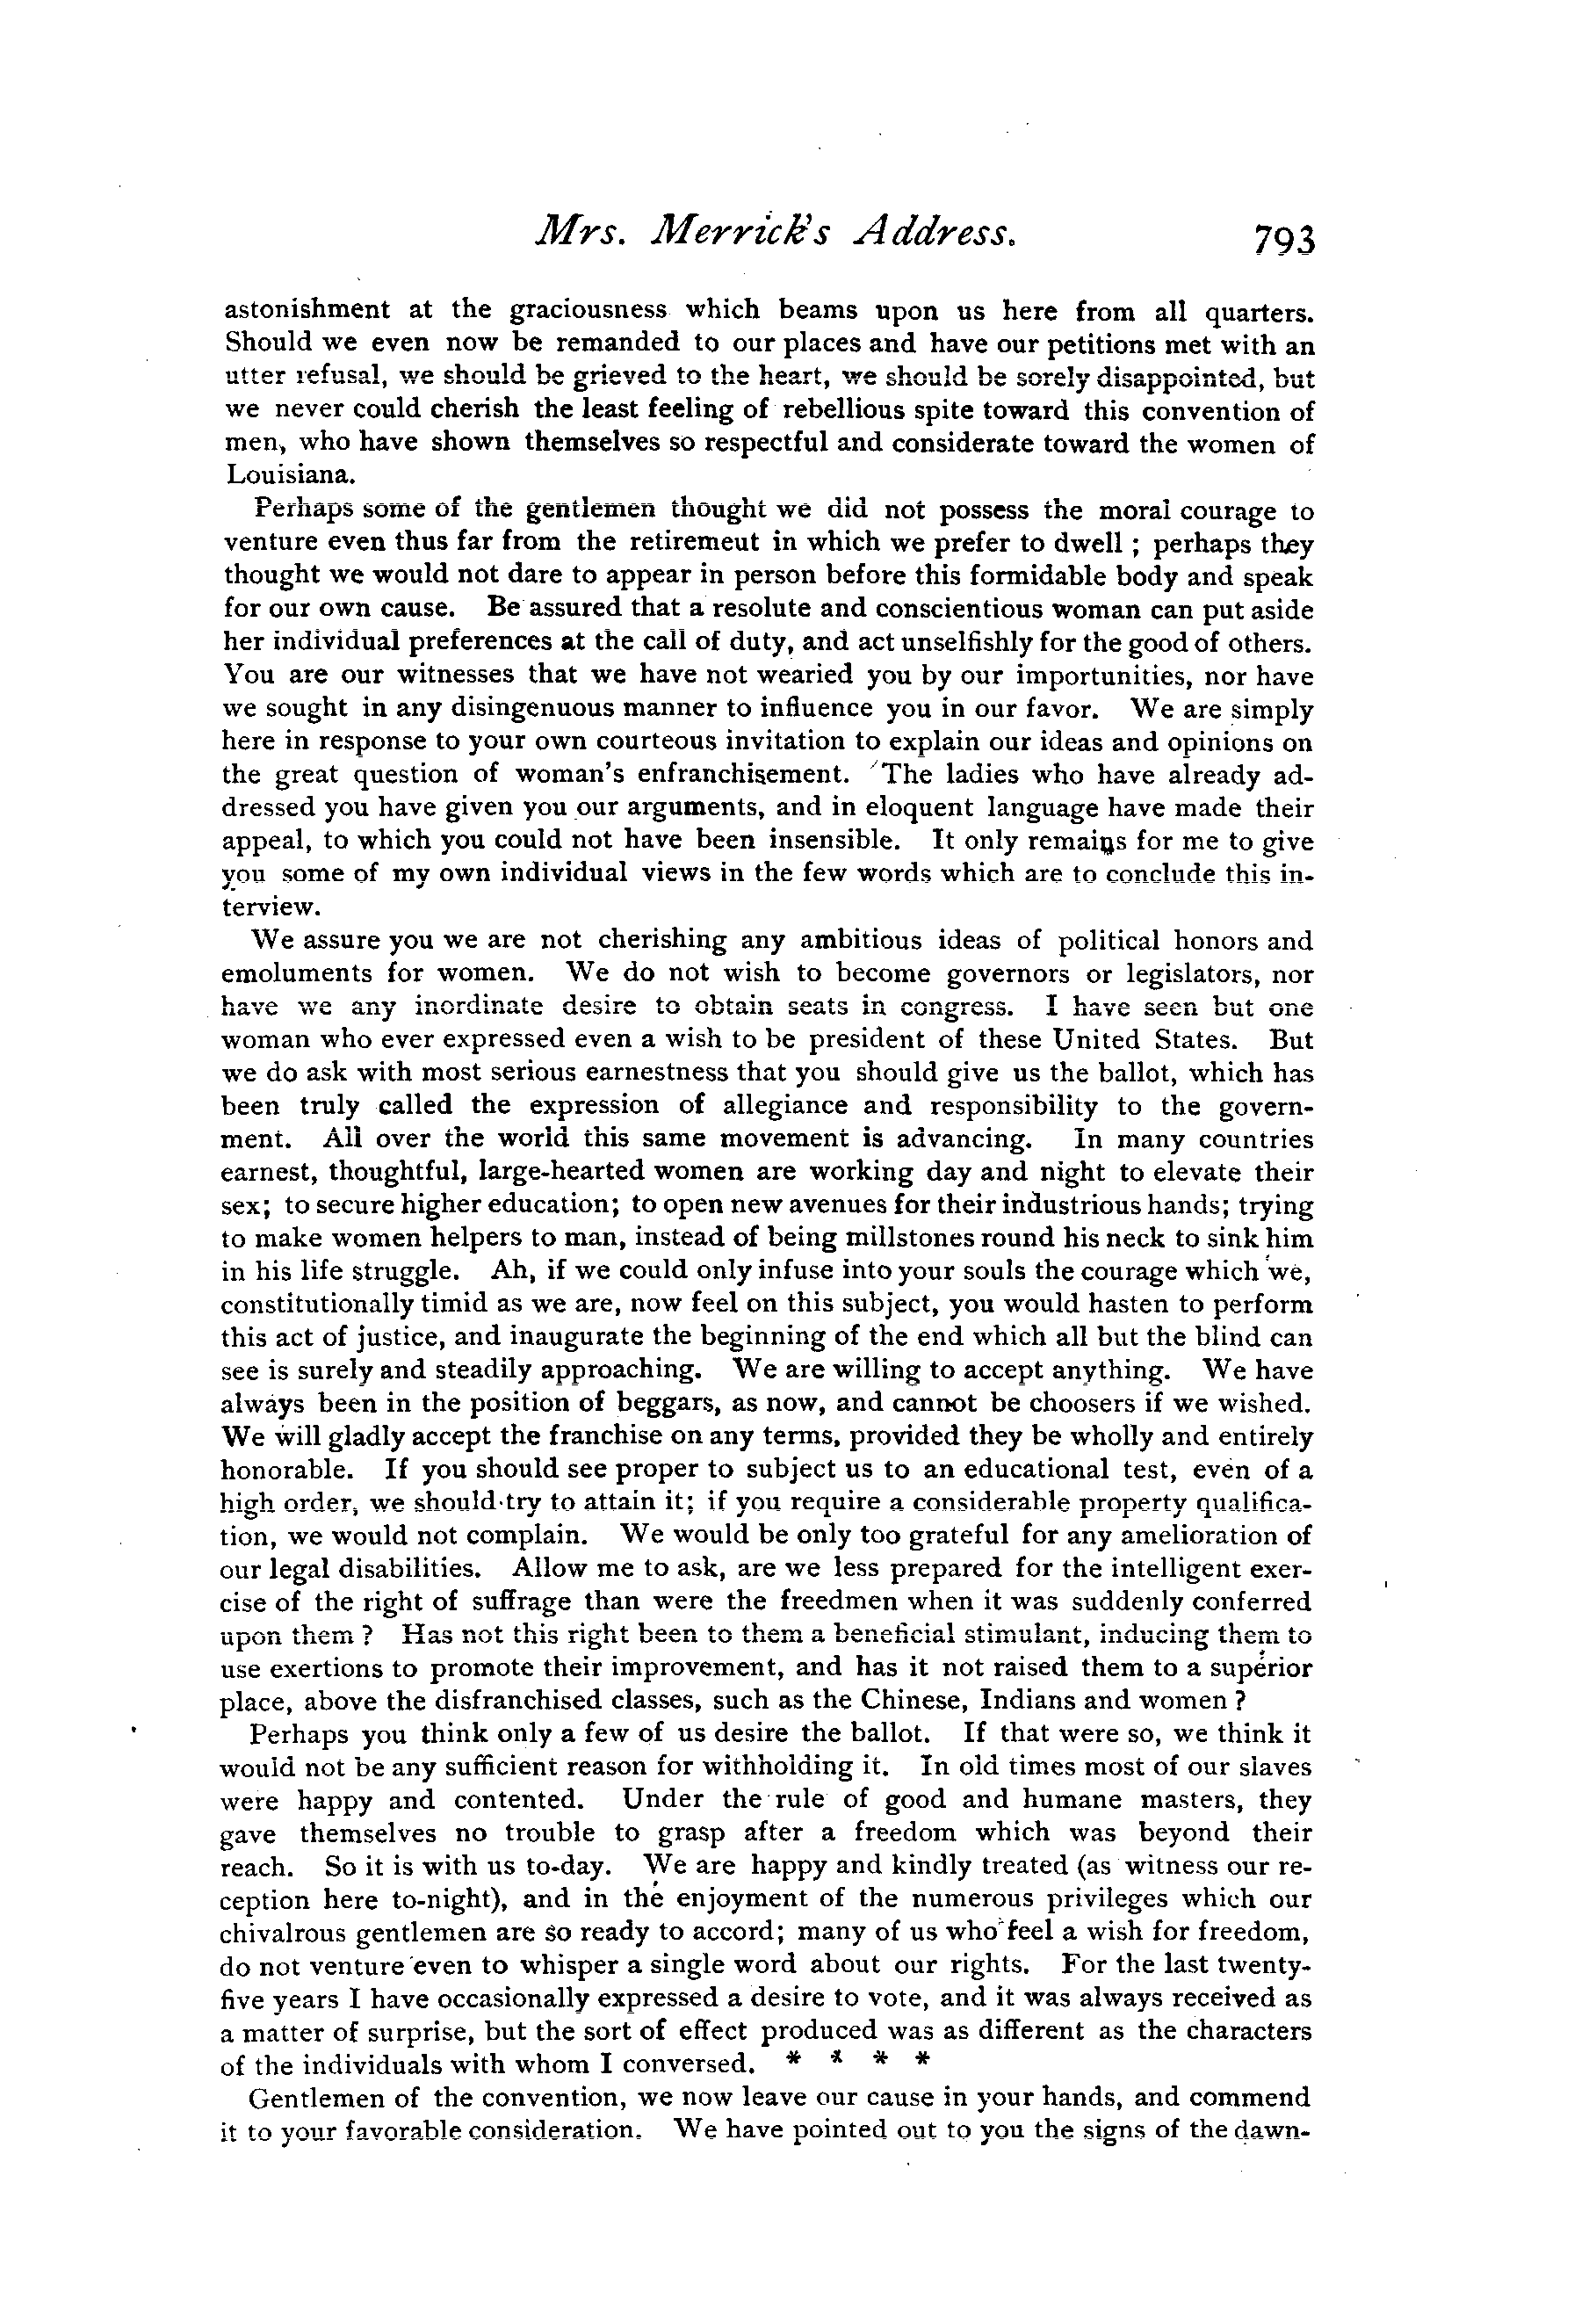 Mrs. Merrick's Address. 793
astonishment at the graciousness which beams upon us here from all quarters.
Should we even now be remanded to our places and have our petitions met with an
utter refusal, we should be grieved to the heart, we should be sorely disappointed, but
we never could cherish the least feeling of rebellious spite toward this convention of
men, who have shown themselves so respectful and considerate toward the women of
Louisiana.
Perhaps some of the gentlemen thought we did not possess the moral courage to
venture even thus far from the retiremeut in which we prefer to dwell ; perhaps they
thought we would not dare to appear in person before this formidable body and speak
for our own cause. Be assured that a resolute and conscientious woman can put aside
her individual preferences at the call of duty, and act unselfishly for the good of others.
You are our witnesses that we have not wearied you by our importunities, nor have
we sought in any disingenuous manner to influence you in our favor. We are simply
here in response to your own courteous invitation to explain our ideas and opinions on
the great question of woman's enfranchisement. The ladies who have already ad-
dressed you have given you our arguments, and in eloquent language have made their
appeal, to which you could not have been insensible. It only remains for me to give
you some of my own individual views in the few words which are to conclude this in-
terview.
We assure you we are not cherishing any ambitious ideas of political honors and
emoluments for women. We do not wish to become governors or legislators, nor
have we any inordinate desire to obtain seats in congress. I have seen but one
woman who ever expressed even a wish to be president of these United States. But
we do ask with most serious earnestness that you should give us the ballot, which has
been truly called the expression of allegiance and responsibility to the govern-
ment. All over the world this same movement is advancing. In many countries
earnest, thoughtful, large-hearted women are working day and night to elevate their
sex; to secure higher education; to open new avenues for their industrious hands; trying
to make women helpers to man, instead of being millstones round his neck to sink him
in his life struggle. Ah, if we could only infuse into your souls the courage which we,
constitutionally timid as we are, now feel on this subject, you would hasten to perform
this act of justice, and inaugurate the beginning of the end which all but the blind can
see is surely and steadily approaching. We are willing to accept anything. We have
always been in the position of beggars, as now, and cannot be choosers if we wished.
We will gladly accept the franchise on any terms, provided they be wholly and entirely
honorable. If you should see proper to subject us to an educational test, even of a
high order, we should try to attain it; if you require a considerable property qualifica-
tion, we would not complain. We would be only too grateful for any amelioration of
our legal disabilities. Allow me to ask, are we less prepared for the intelligent exer-
cise of the right of suffrage than were the freedmen when it was suddenly conferred
upon them ? Has not this right been to them a beneficial stimulant, inducing them to
use exertions to promote their improvement, and has it not raised them to a superior
place, above the disfranchised classes, such as the Chinese, Indians and women ?
Perhaps you think only a few of us desire the ballot. If that were so, we think it
would not be any sufficient reason for withholding it. In old times most of our slaves
were happy and contented. Under the rule of good and humane masters, they
gave themselves no trouble to grasp after a freedom which was beyond their
reach. So it is with us to-day. We are happy and kindly treated (as witness our re-
ception here to-night), and in the enjoyment of the numerous privileges which our
chivalrous gentlemen are so ready to accord; many of us who feel a wish for freedom,
do not venture even to whisper a single word about our rights. For the last twenty-
five years I have occasionally expressed a desire to vote, and it was always received as
a matter of surprise, but the sort of effect produced was as different as the characters
of the individuals with whom I conversed. * * * *
Gentlemen of the convention, we now leave our cause in your hands, and commend
it to your favorable consideration. We have pointed out to you the signs of the dawn-